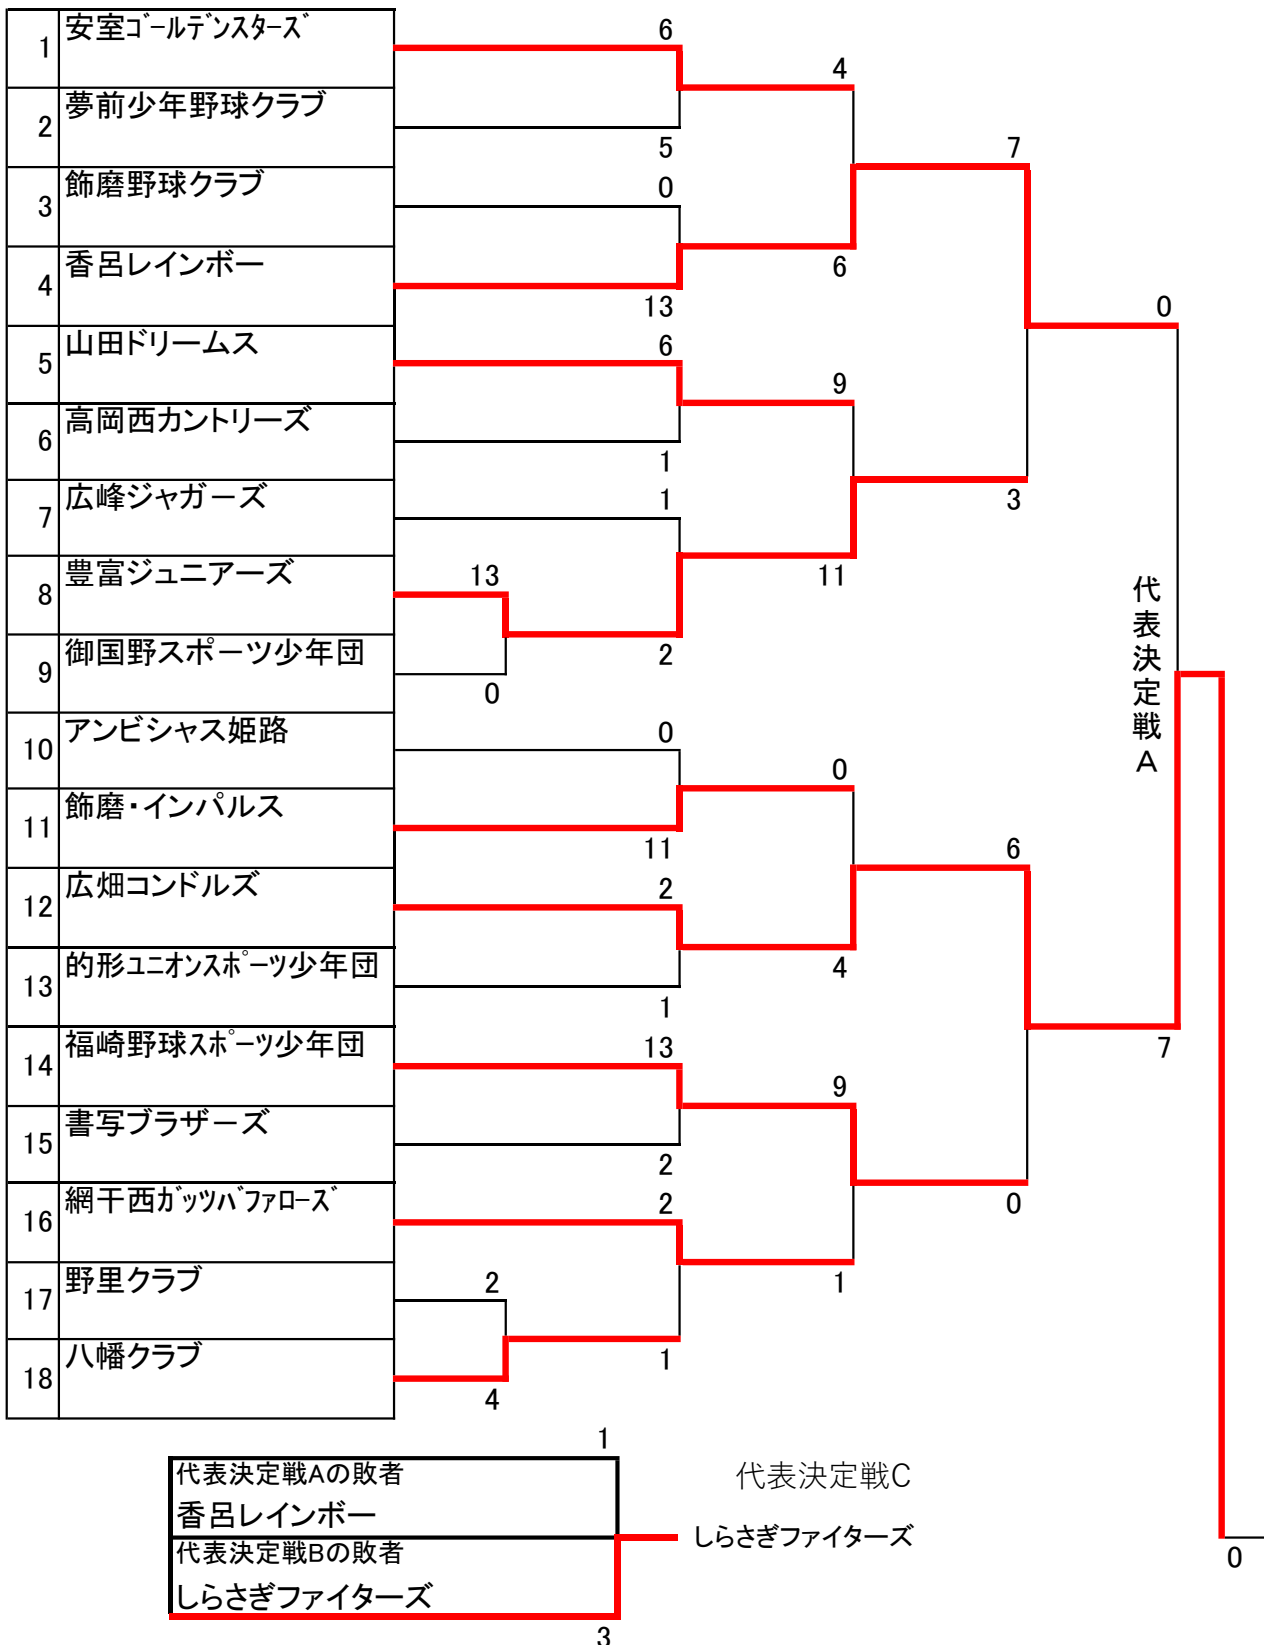 1 安室ｺﾞｰﾙﾃﾞﾝｽﾀｰｽﾞ
6
4
2 夢前少年野球クラブ
5
7
3 飾磨野球クラブ
0
6
4 香呂レインボー
13
0
5 山田ドリームス
6
9
6 高岡西カントリーズ
1
3
7 広峰ジャガーズ
1
11
8 豊富ジュニアーズ
13
2
9 御国野スポーツ少年団
0
代表決定戦A
10 アンビシャス姫路
0
0
11 飾磨・インパルス
11
6
12 広畑コンドルズ
2
4
13 的形ﾕﾆｵﾝｽﾎﾟｰﾂ少年団
1
7
14 福崎野球ｽﾎﾟｰﾂ少年団
13
9
15 書写ブラザーズ
2
0
16 網干西ｶﾞｯﾂﾊﾞﾌｧﾛｰｽﾞ
2
1
17 野里クラブ
2
1
18 八幡クラブ
4
1
代表決定戦Aの敗者
代表決定戦C
香呂レインボー
しらさぎファイターズ
代表決定戦Bの敗者
0
しらさぎファイターズ
3